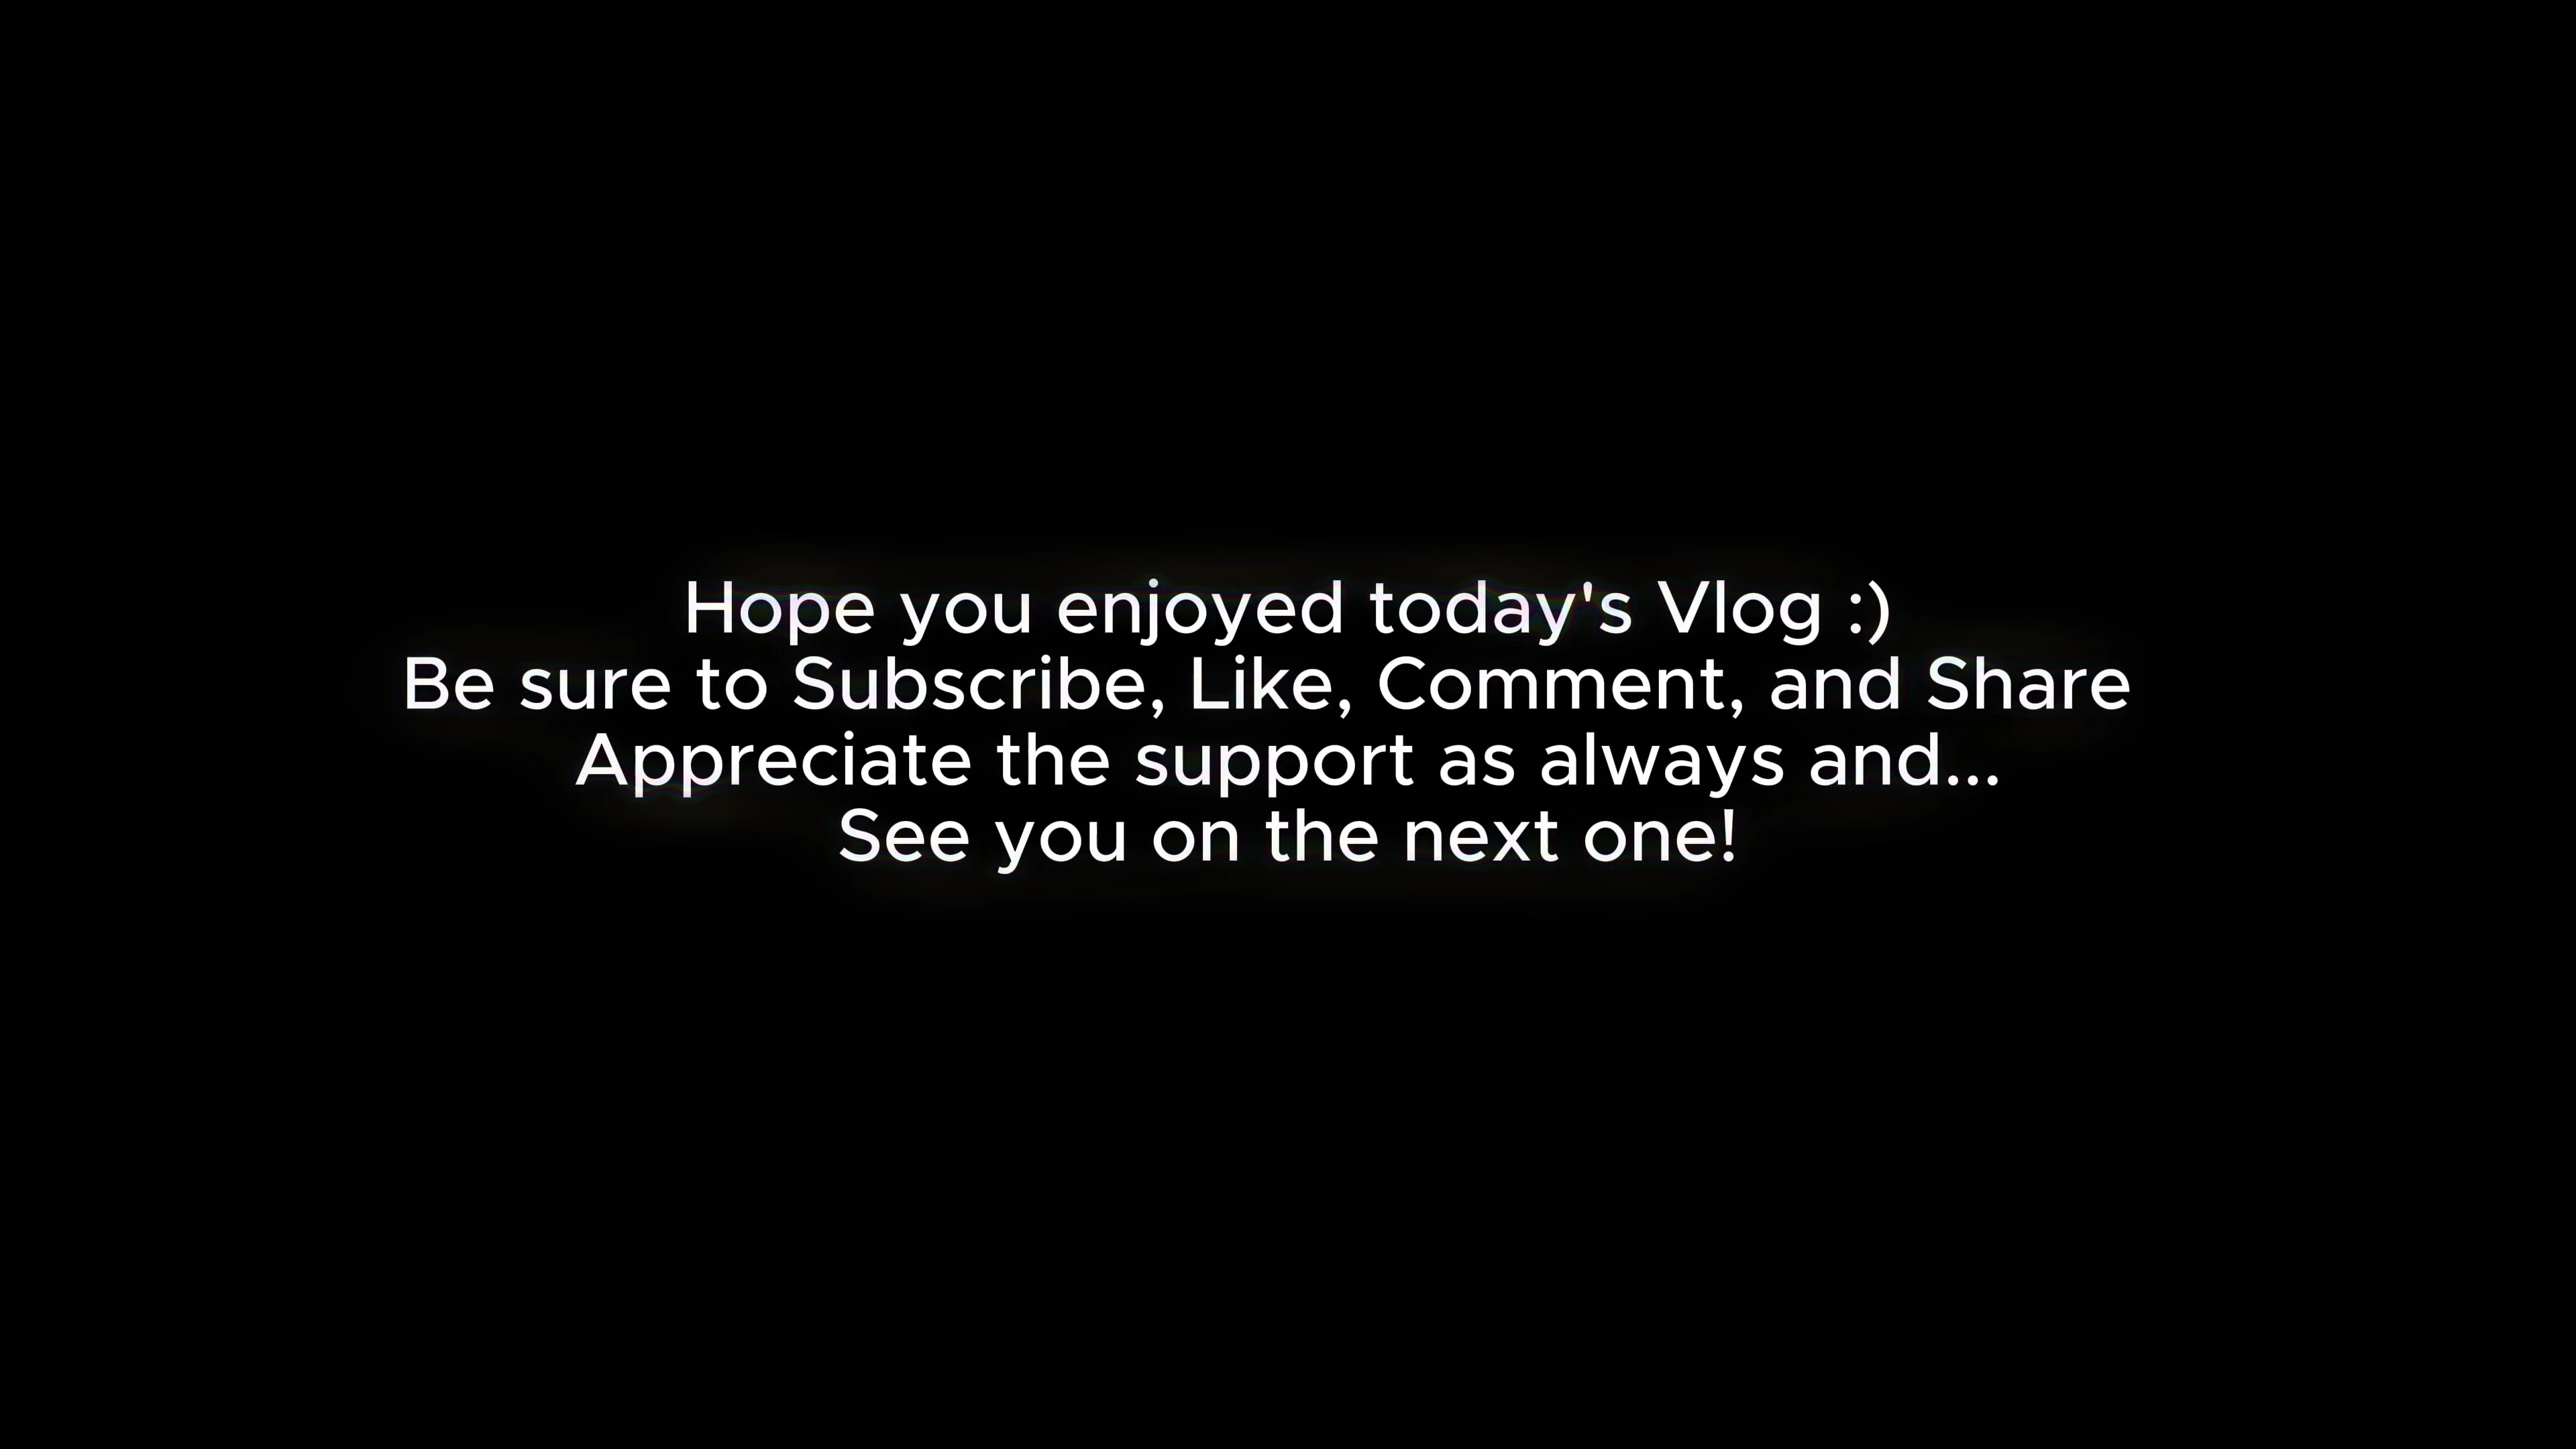 Hope you enjoyed today's Vlog :)
Be sure to Subscribe, Like, Comment, and Share
Appreciate the support as always and...
See you on the next one!